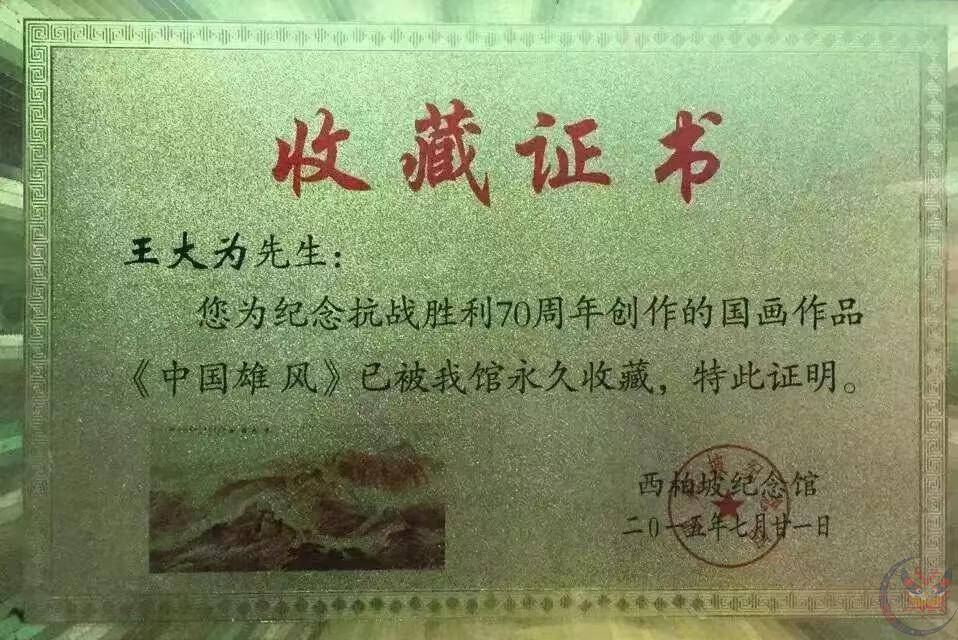 收藏证书
王大为先生：
您为纪念抗战胜利70周年创作的国画作品
《中国雄风》已被我馆永久收藏，特此证明。
西柏坡纪念馆
二〇一五年七月廿一日